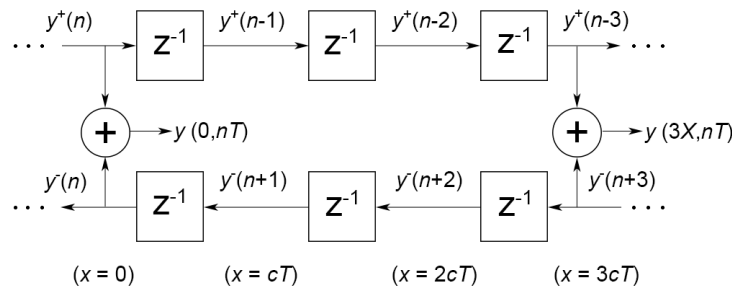 y⁺(n) y⁺(n-1) y⁺(n-2) y⁺(n-3)
· · · z⁻¹ z⁻¹ z⁻¹ · · ·
+ y (0,nT) + y (3X,nT)
y⁻(n) y⁻(n+1) y⁻(n+2) y⁻(n+3)
· · · z⁻¹ z⁻¹ z⁻¹ · · ·
(x = 0) (x = cT) (x = 2cT) (x = 3cT)